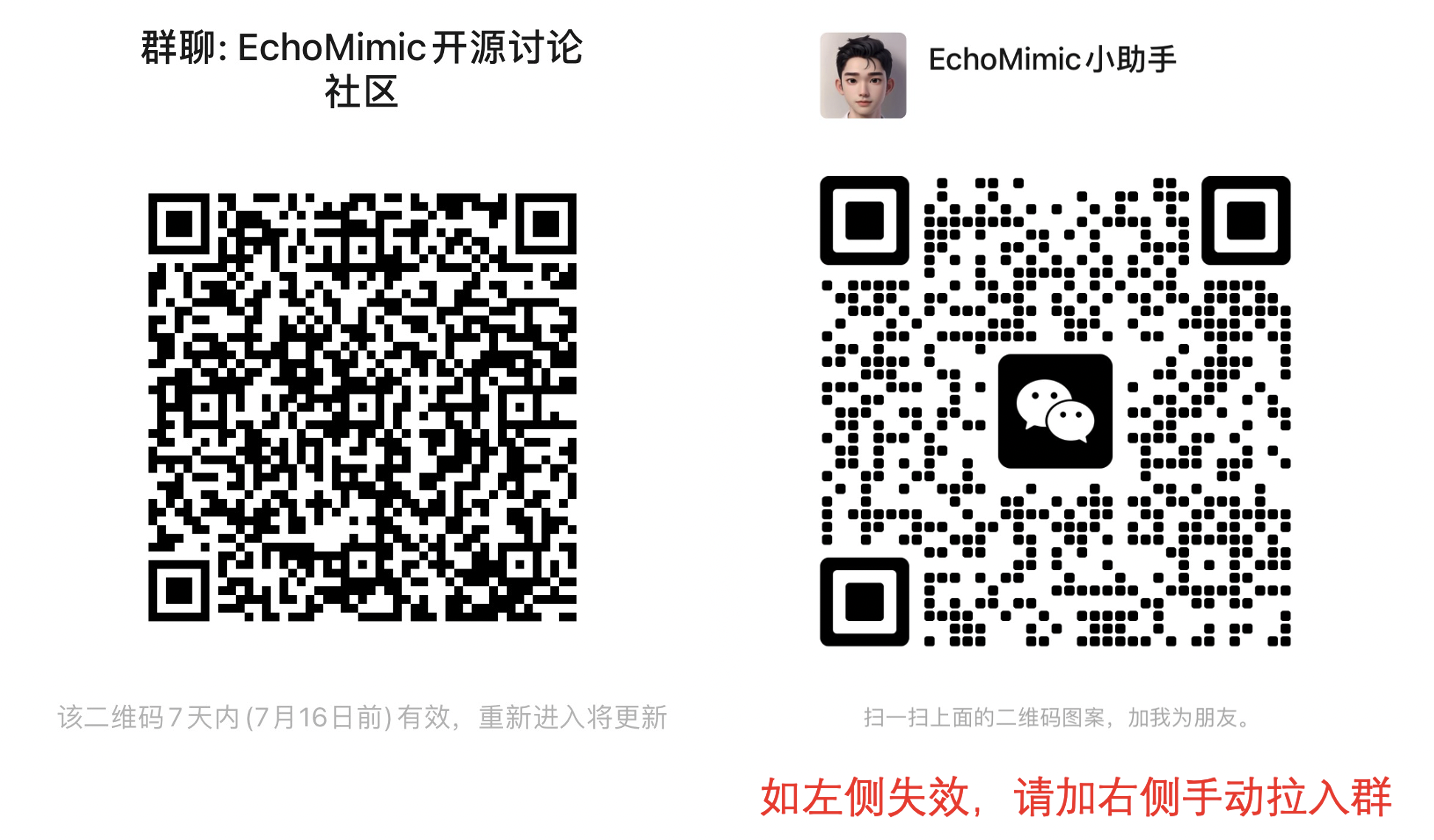 群聊: EchoMimic开源讨论
社区
该二维码7天内(7月16日前)有效，重新进入将更新
EchoMimic小助手
扫一扫上面的二维码图案，加我为朋友。
如左侧失效，请加右侧手动拉入群